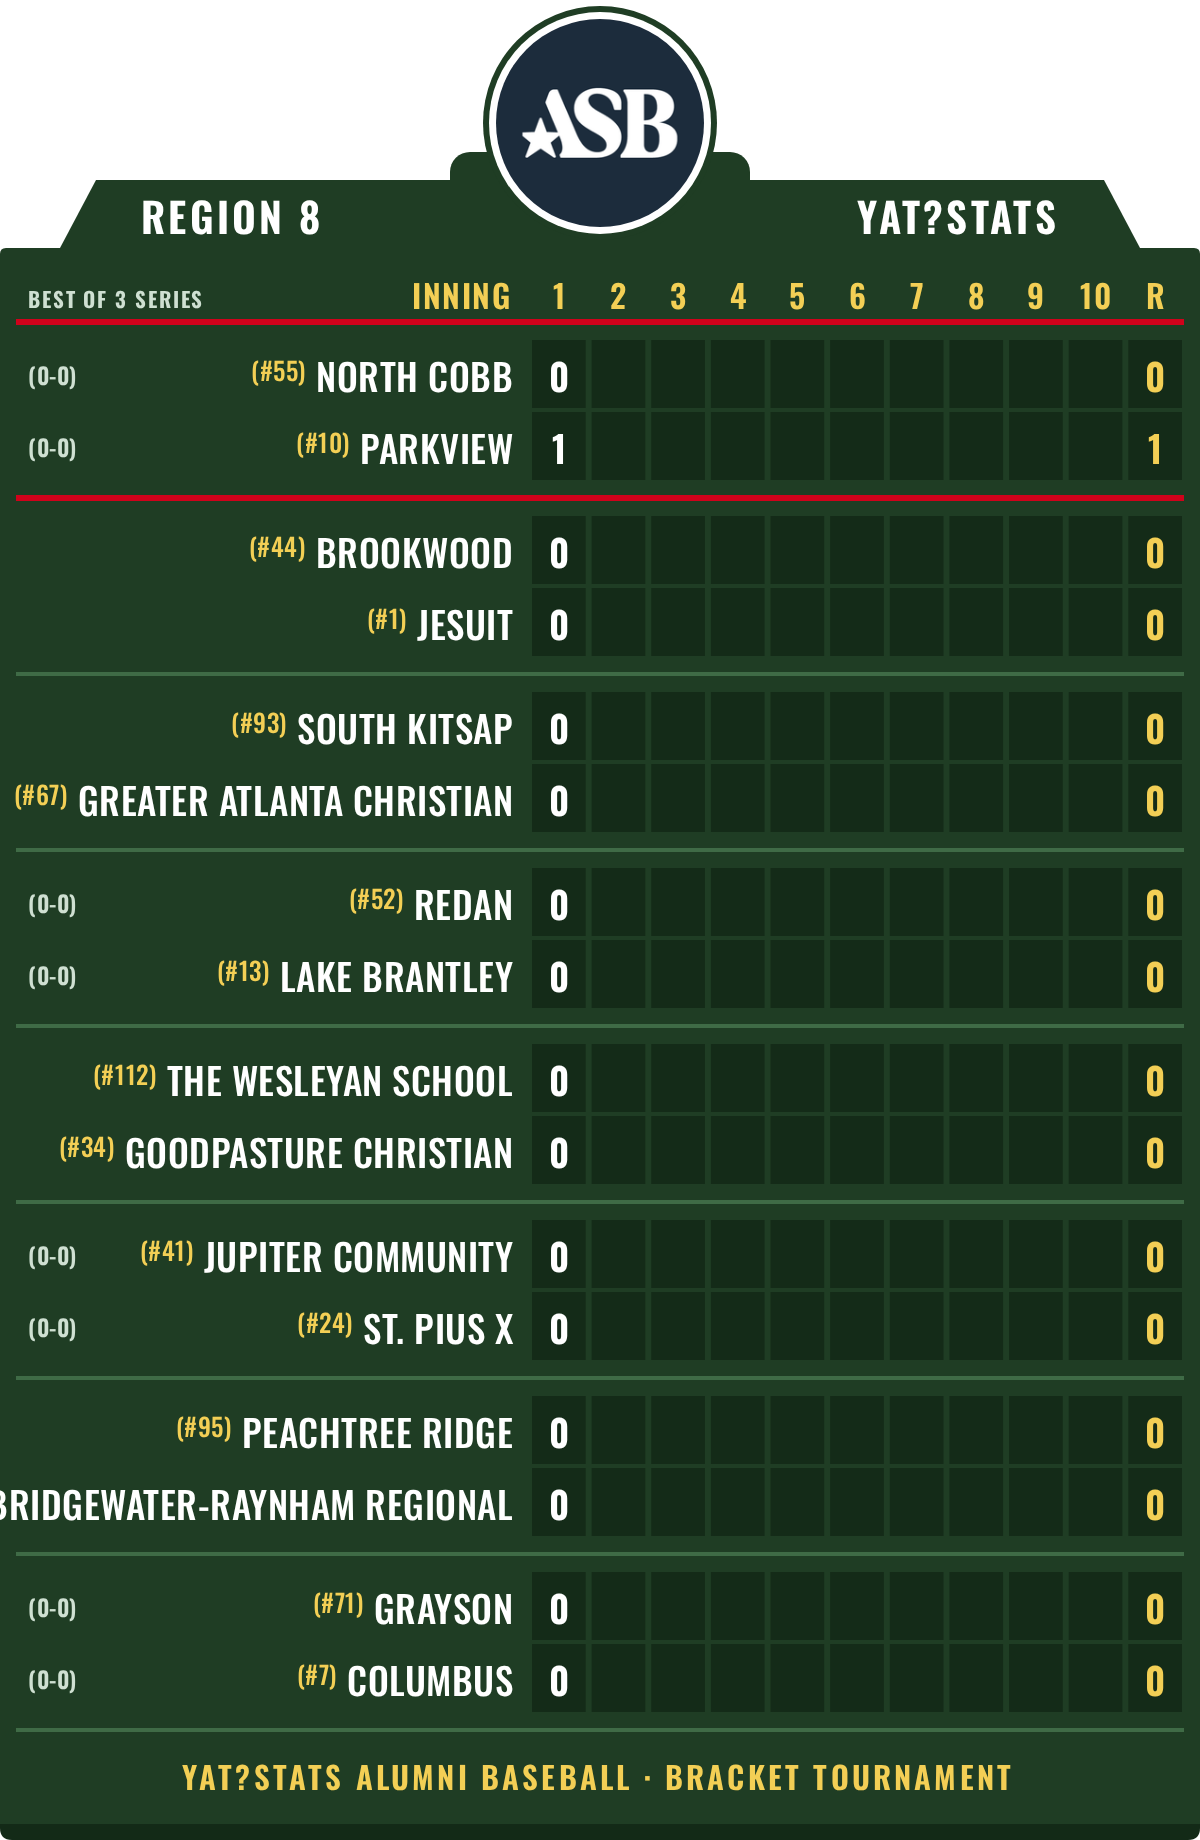 ASB
REGION 8 YAT?STATS
BEST OF 3 SERIES INNING 1 2 3 4 5 6 7 8 9 10 R
(0-0) (#55) NORTH COBB 0 0
(0-0) (#10) PARKVIEW 1 1
(#44) BROOKWOOD 0 0
(#1) JESUIT 0 0
(#93) SOUTH KITSAP 0 0
(#67) GREATER ATLANTA CHRISTIAN 0 0
(0-0) (#52) REDAN 0 0
(0-0) (#13) LAKE BRANTLEY 0 0
(#112) THE WESLEYAN SCHOOL 0 0
(#34) GOODPASTURE CHRISTIAN 0 0
(0-0) (#41) JUPITER COMMUNITY 0 0
(0-0) (#24) ST. PIUS X 0 0
(#95) PEACHTREE RIDGE 0 0
BRIDGEWATER-RAYNHAM REGIONAL 0 0
(0-0) (#71) GRAYSON 0 0
(0-0) (#7) COLUMBUS 0 0
YAT?STATS ALUMNI BASEBALL · BRACKET TOURNAMENT